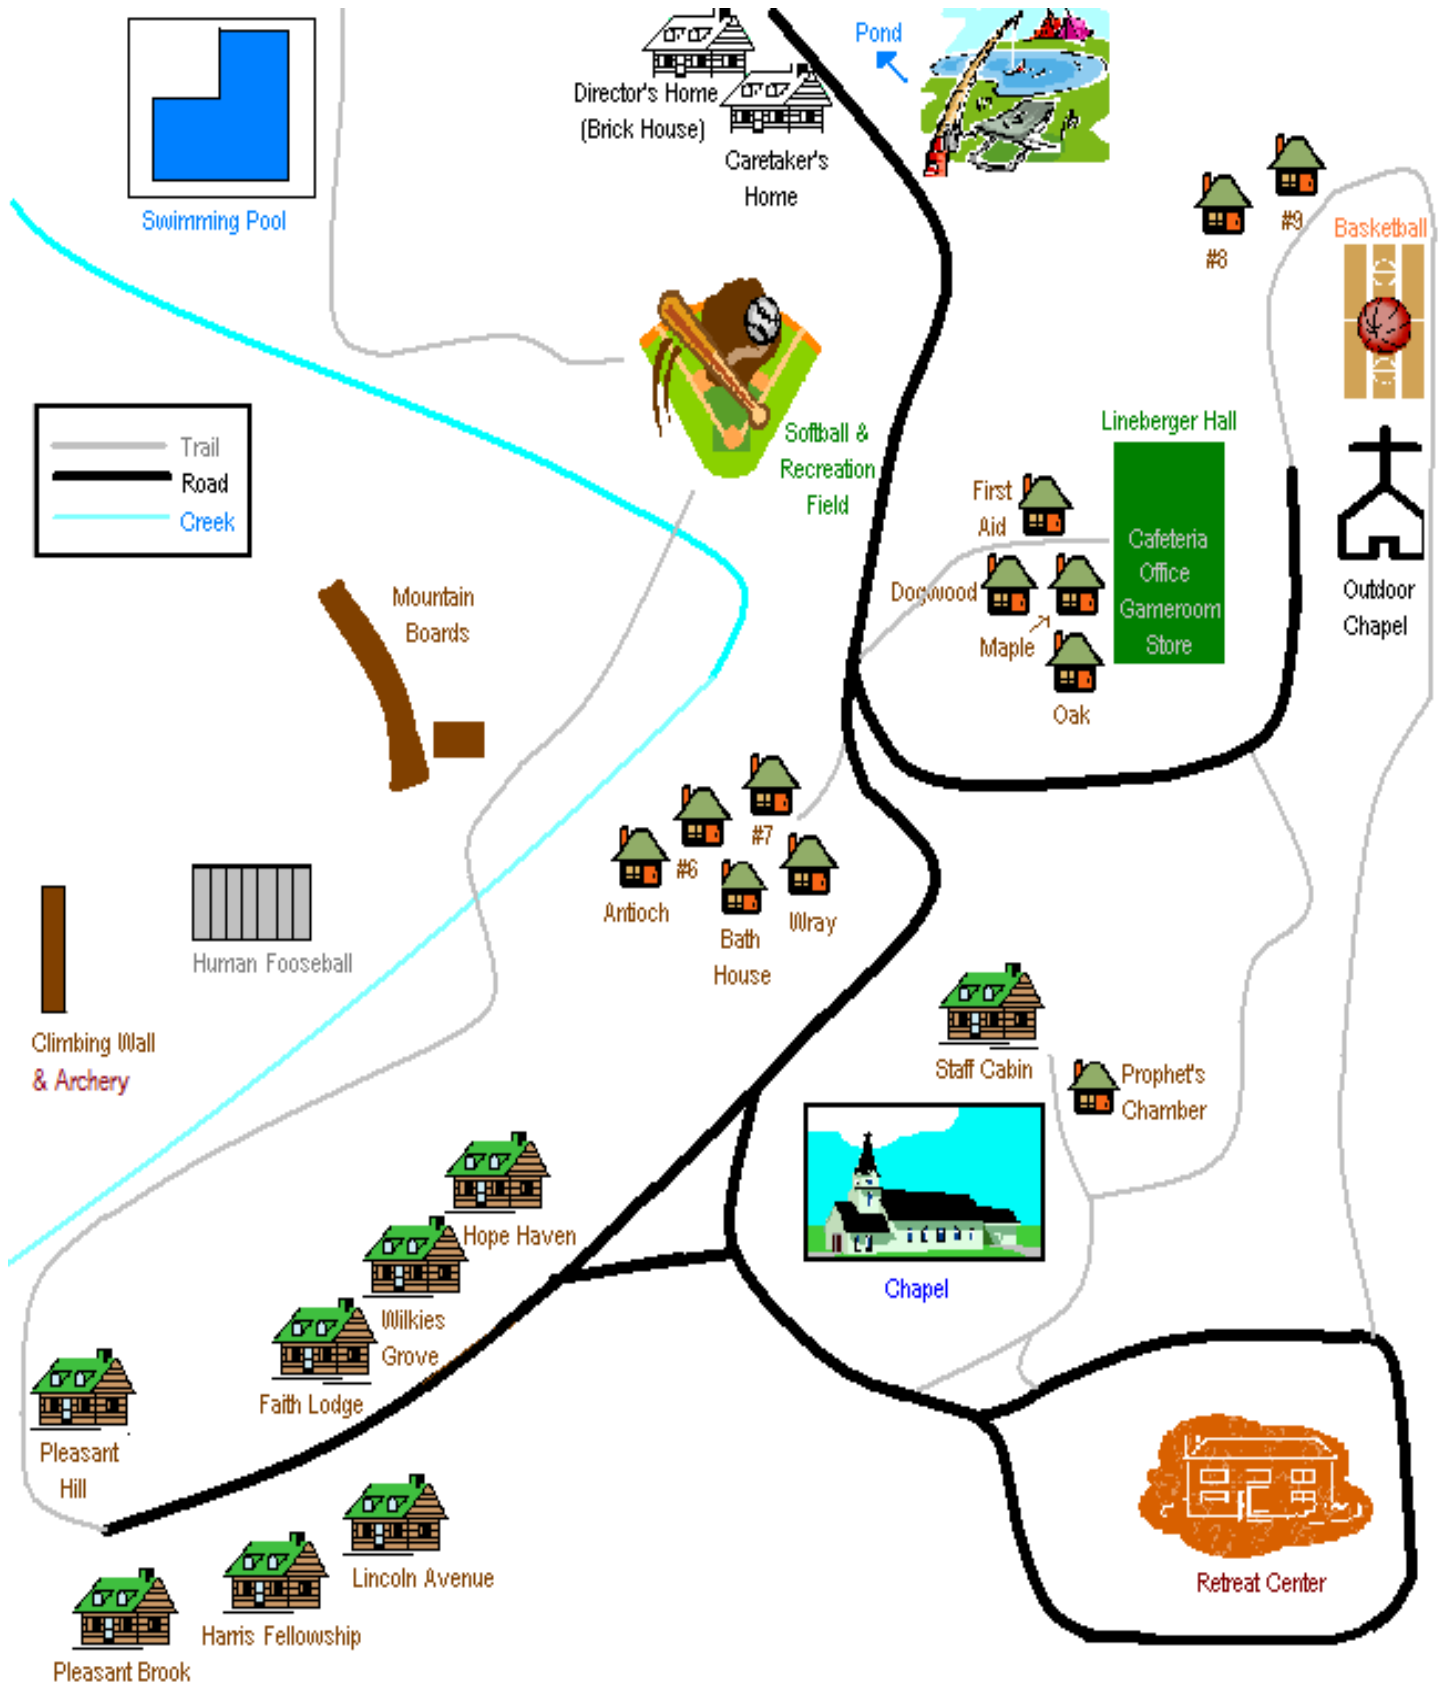 Pond
Director's Home
(Brick House)
Caretaker's
Home
Swimming Pool
#9
#8
Basketball
Trail
Road
Creek
Softball &
Recreation
Field
Lineberger Hall
First
Aid
Cafeteria
Office
Gameroom
Store
Dogwood
Maple
Oak
Outdoor
Chapel
Mountain
Boards
#7
#6
Antioch
Wray
Bath
House
Human Fooseball
Climbing Wall
& Archery
Staff Cabin
Prophet's
Chamber
Chapel
Hope Haven
Wilkies
Grove
Faith Lodge
Pleasant
Hill
Lincoln Avenue
Harris Fellowship
Pleasant Brook
Retreat Center